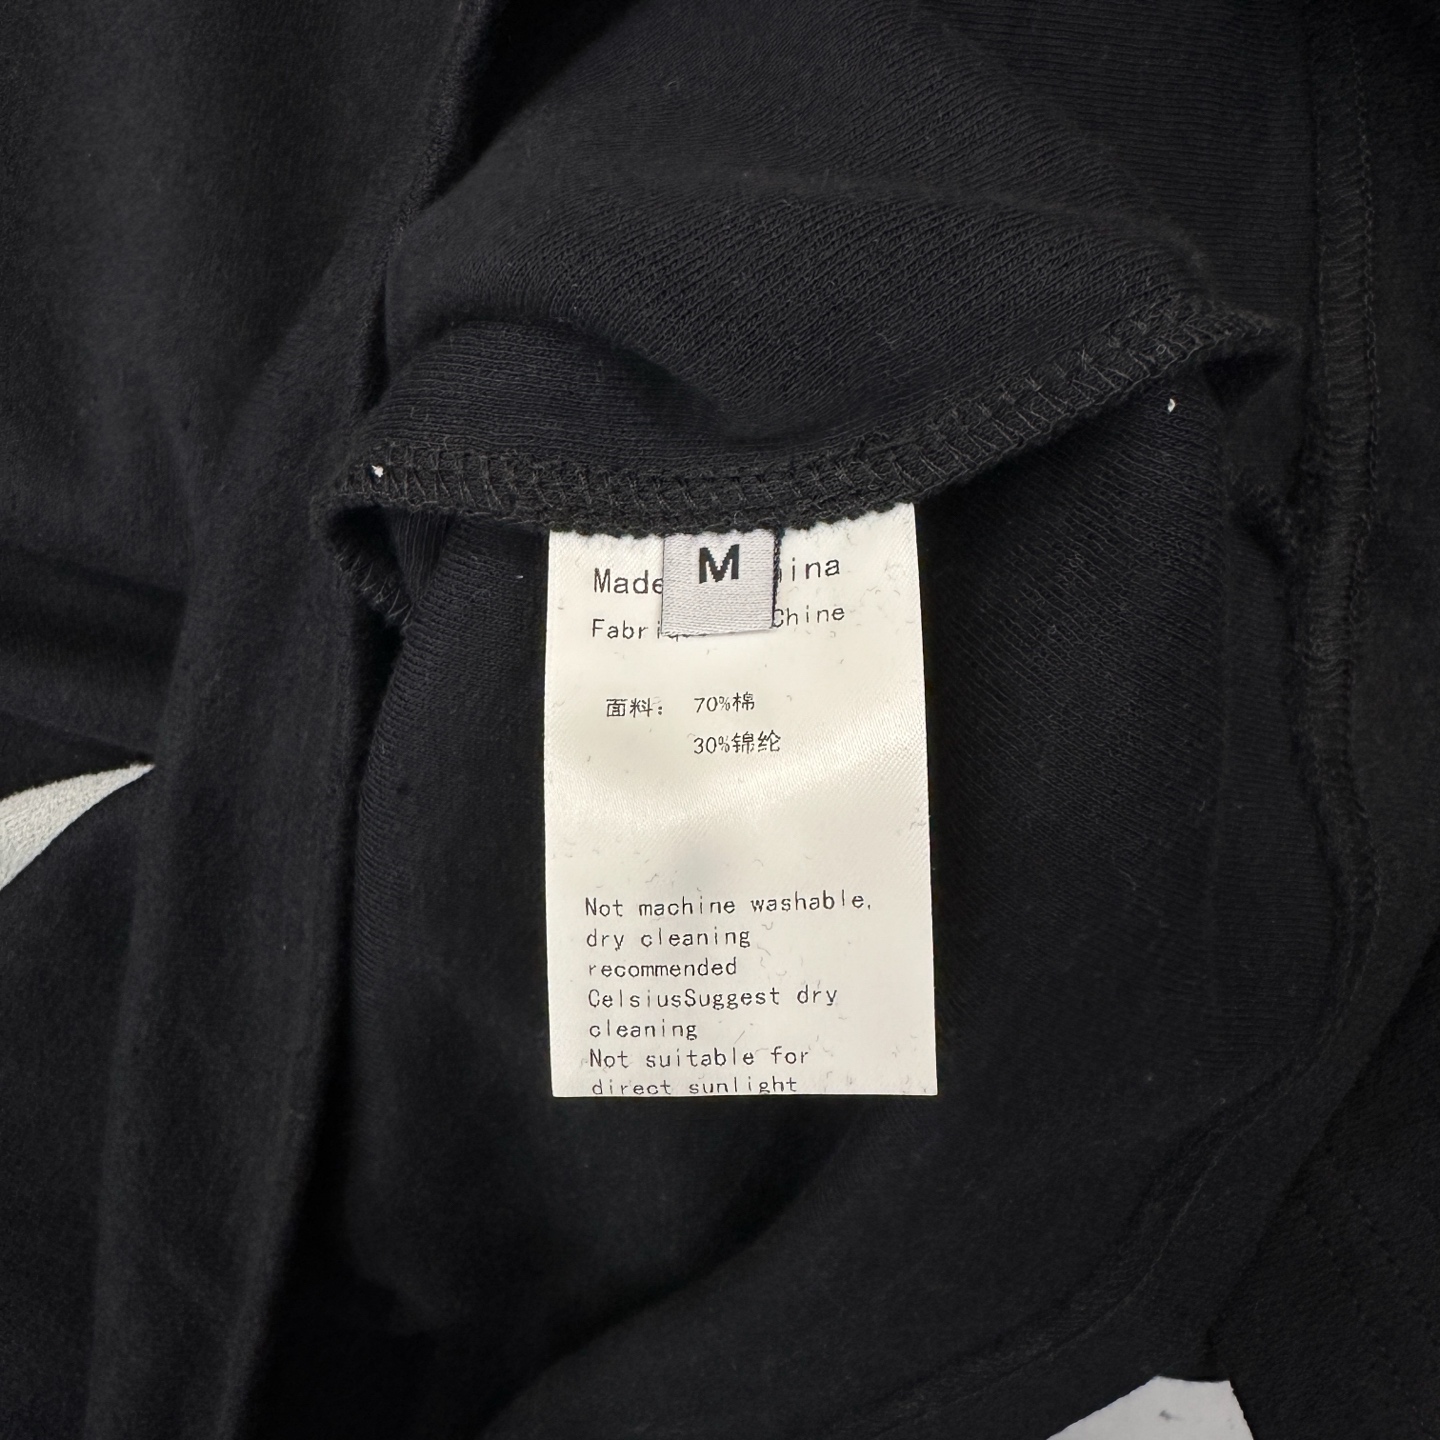 M
Made ina
Fabri Chine
面料： 70%棉
30%锦纶
Not machine washable,
dry cleaning
recommended
CelsiusSuggest dry
cleaning
Not suitable for
direct sunlight